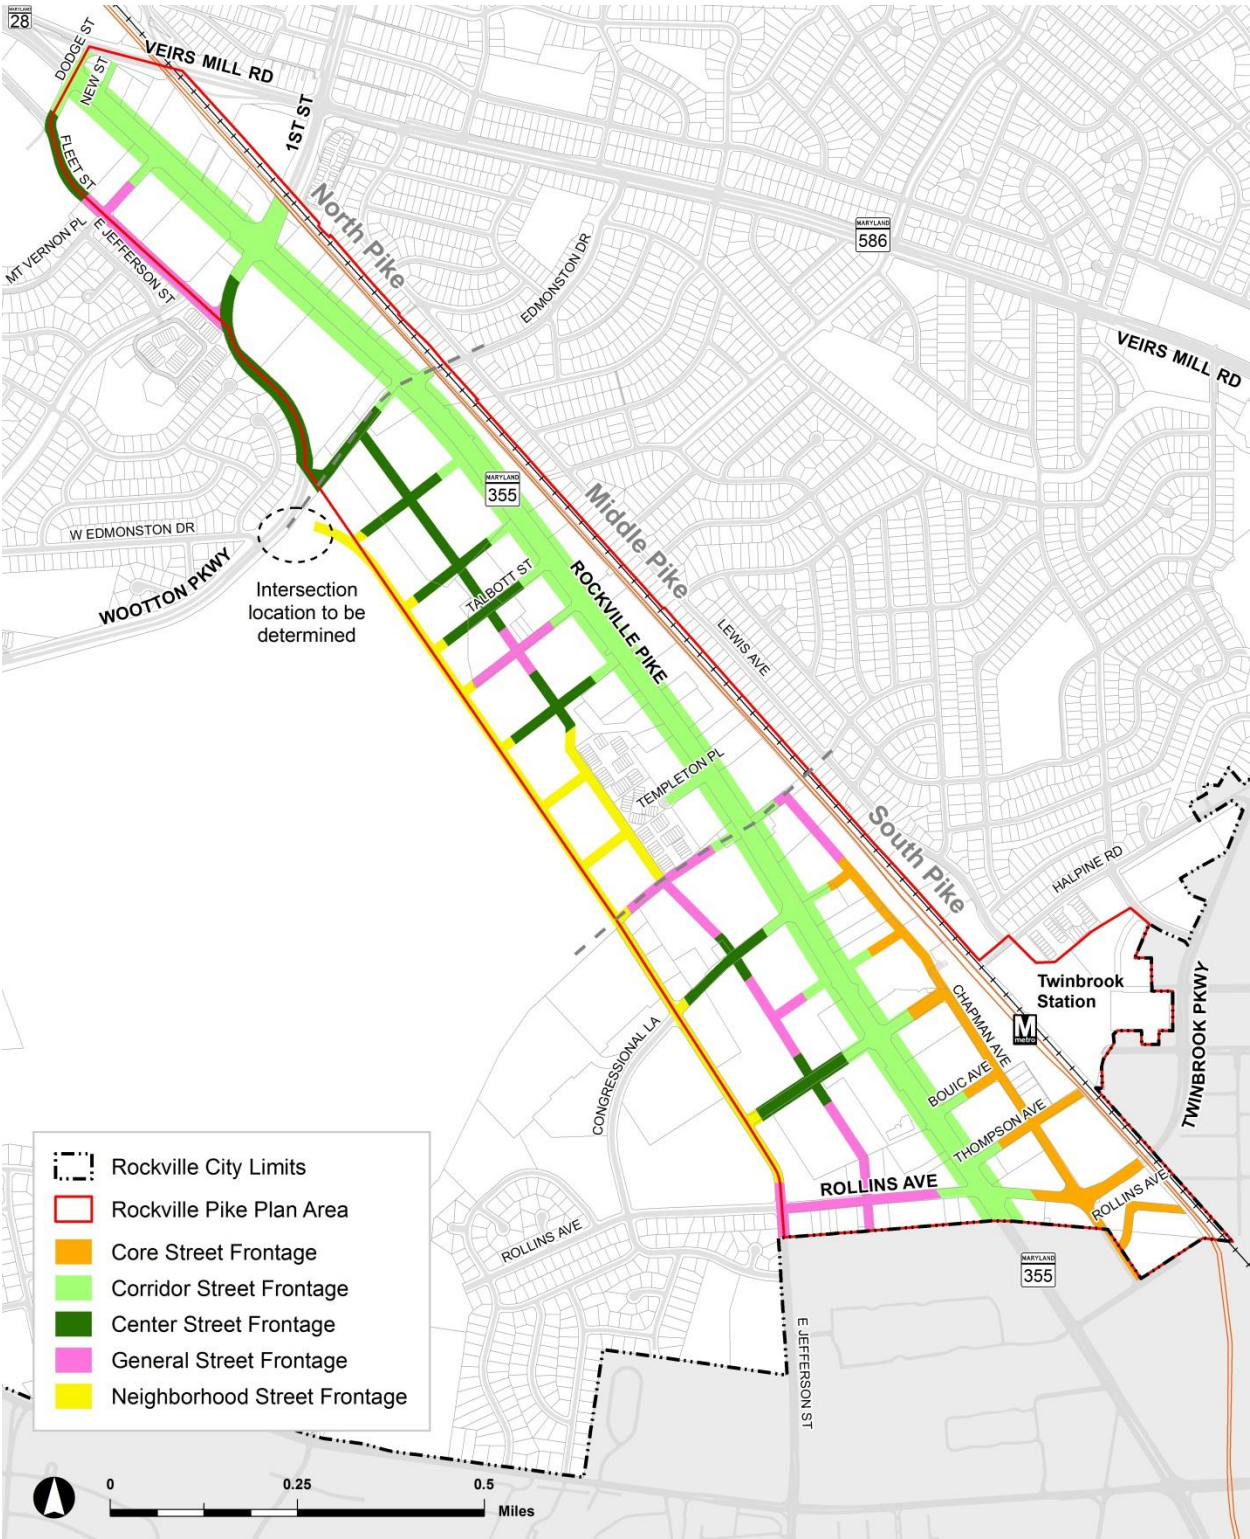 28
DODGE ST
NEW ST
VEIRS MILL RD
1ST ST
FLEET ST
MT VERNON PL
E JEFFERSON ST
North Pike
EDMONSTON DR
MARYLAND
586
VEIRS MILL RD
MARYLAND
355
Middle Pike
W EDMONSTON DR
WOOTTON PKWY
Intersection
location to be
determined
TALBOTT ST
ROCKVILLE PIKE
LEWIS AVE
TEMPLETON PL
South Pike
HALPINE RD
Twinbrook
Station
M
metro
TWINBROOK PKWY
CHAPMAN AVE
CONGRESSIONAL LA
BOUIC AVE
THOMPSON AVE
ROLLINS AVE
ROLLINS AVE
ROLLINS AVE
MARYLAND
355
E JEFFERSON ST
Rockville City Limits
Rockville Pike Plan Area
Core Street Frontage
Corridor Street Frontage
Center Street Frontage
General Street Frontage
Neighborhood Street Frontage
0 0.25 0.5
Miles